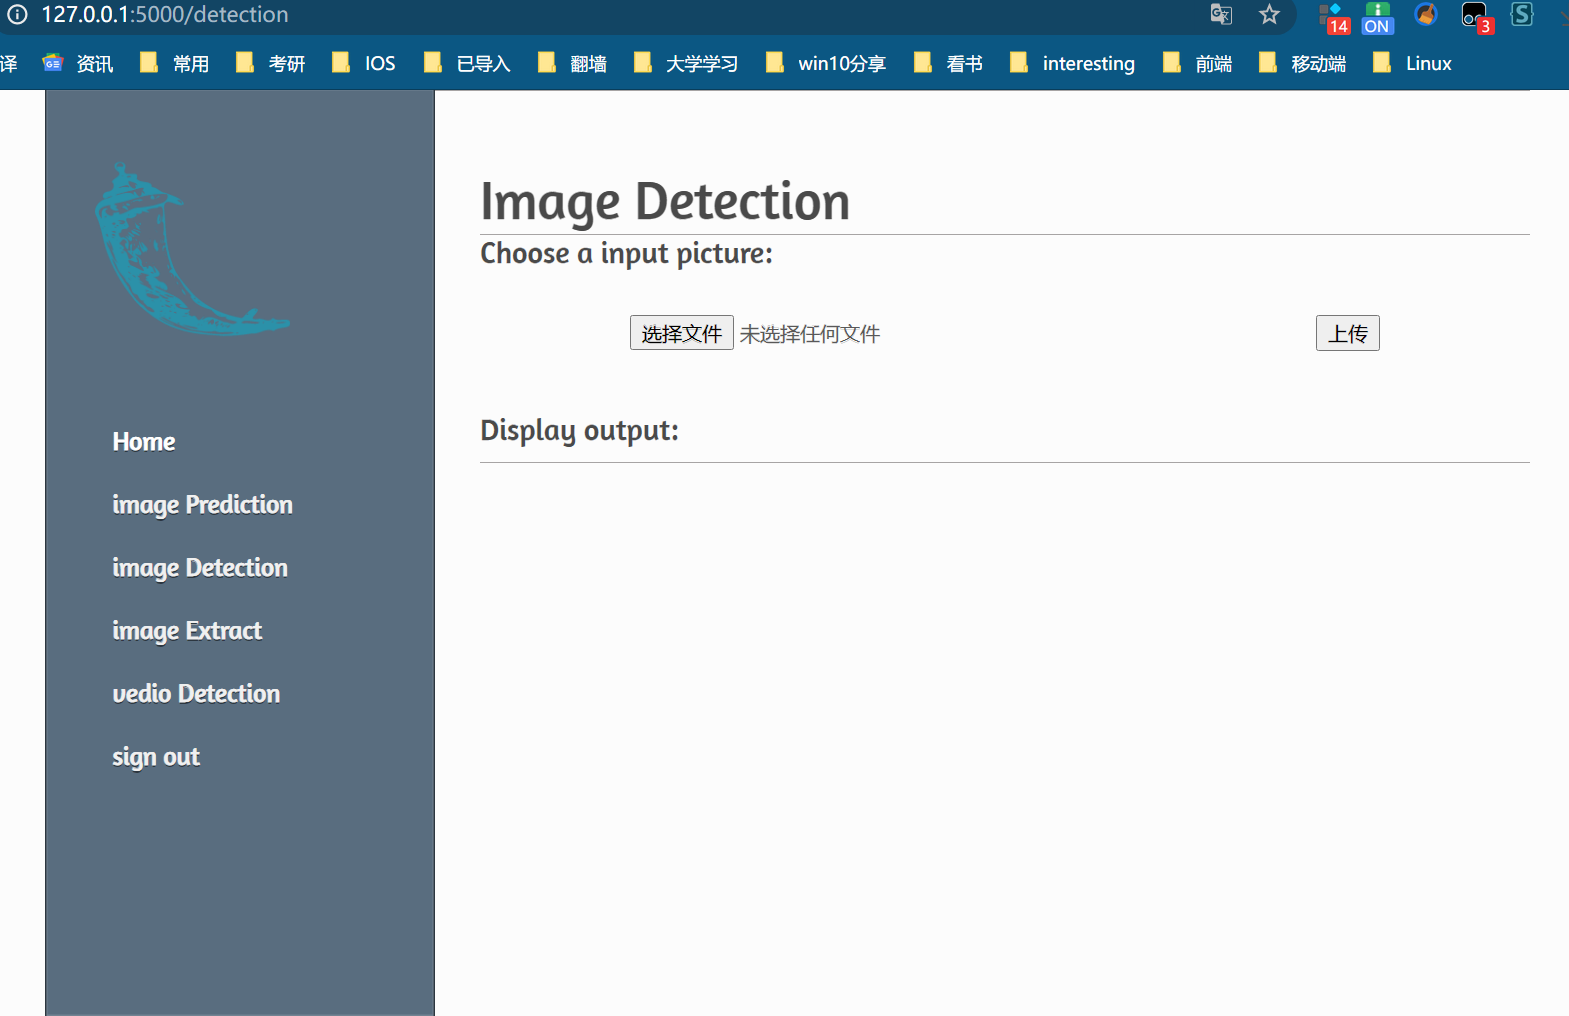 127.0.0.1:5000/detection
14 ON 3 S
译 GE 资讯 常用 考研 IOS 已导入 翻墙 大学学习 win10分享 看书 interesting 前端 移动端 Linux
Image Detection
Choose a input picture:
选择文件 未选择任何文件 上传
Display output:
Home
image Prediction
image Detection
image Extract
vedio Detection
sign out